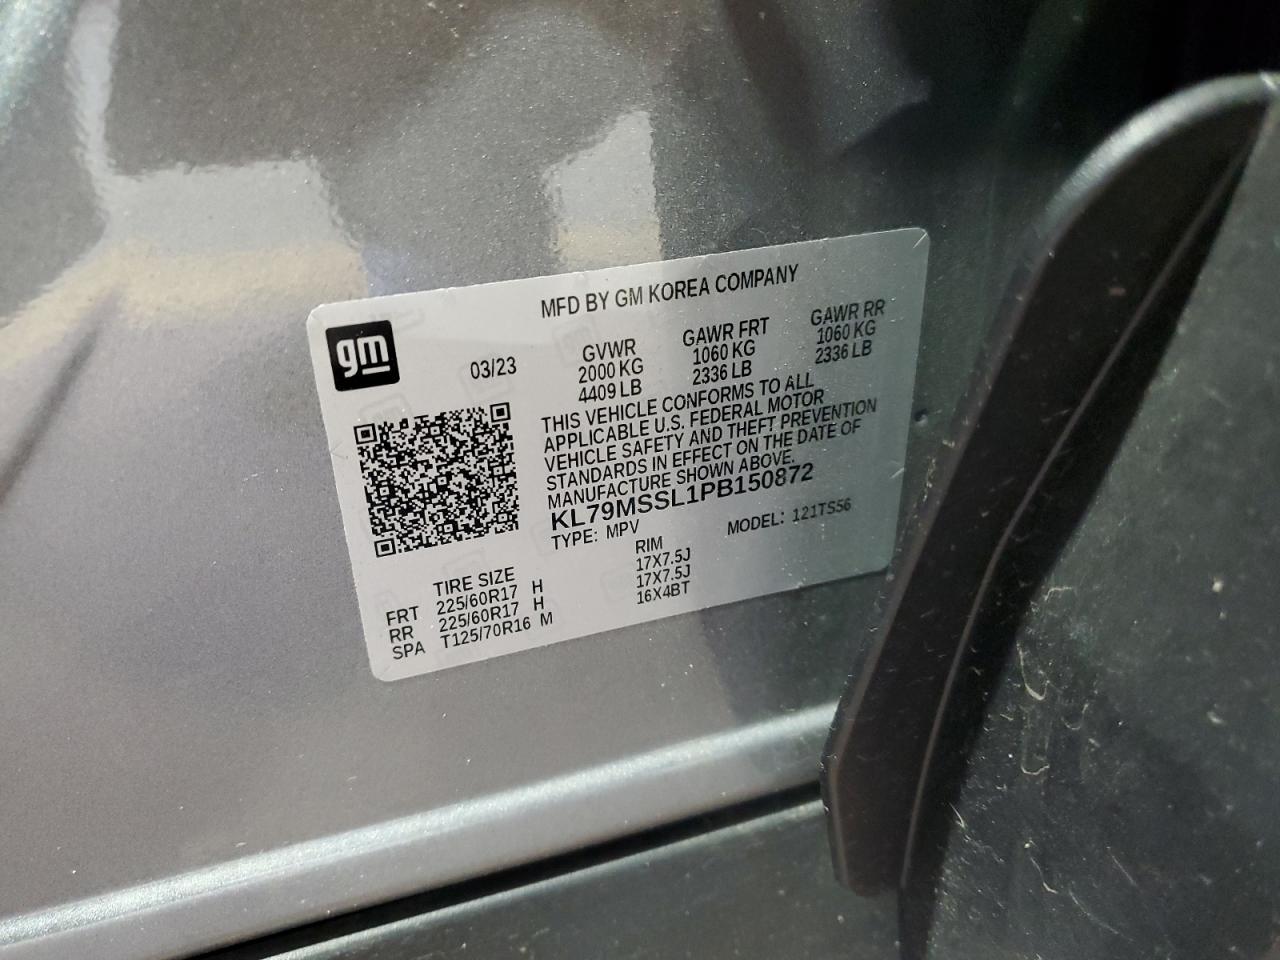 MFD BY GM KOREA COMPANY
gm
03/23
GVWR GAWR FRT GAWR RR
2000 KG 1060 KG 1060 KG
4409 LB 2336 LB 2336 LB
THIS VEHICLE CONFORMS TO ALL
APPLICABLE U.S. FEDERAL MOTOR
VEHICLE SAFETY AND THEFT PREVENTION
STANDARDS IN EFFECT ON THE DATE OF
MANUFACTURE SHOWN ABOVE.
KL79MSSL1PB150872
TYPE: MPV MODEL: 121TS56
TIRE SIZE RIM
FRT 225/60R17 H 17X7.5J
RR 225/60R17 H 17X7.5J
SPA T125/70R16 M 16X4BT